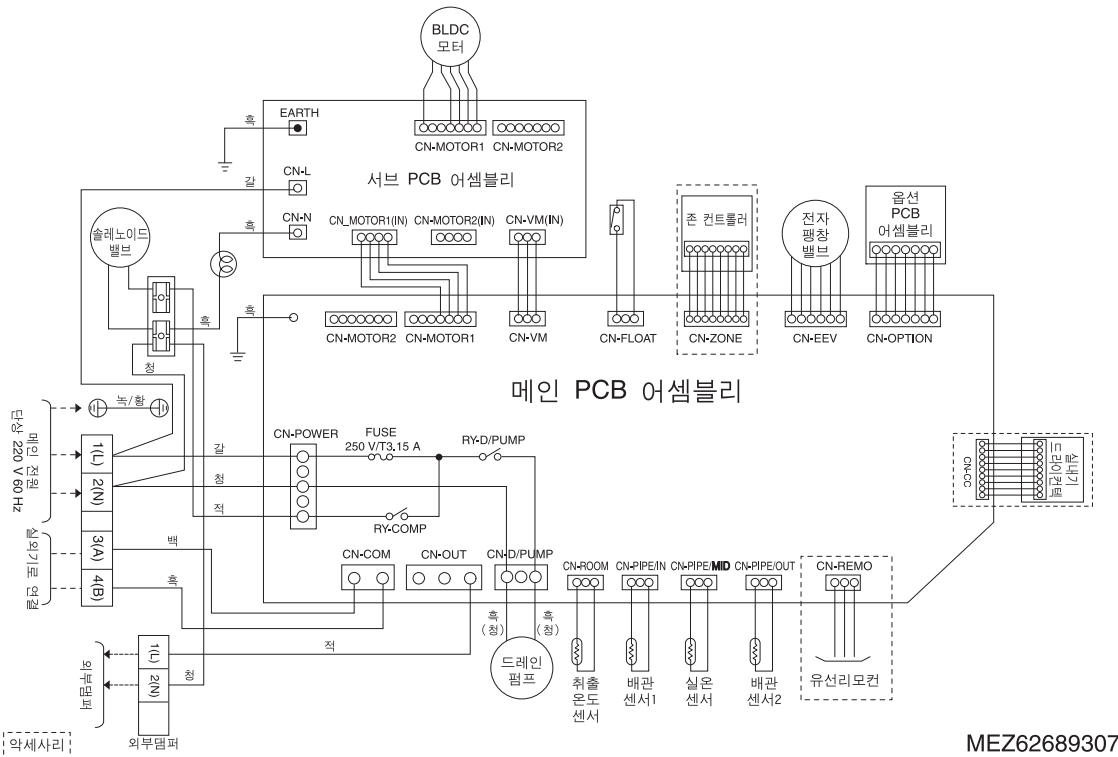 BLDC
모터
EARTH
흑
CN-MOTOR1
CN-MOTOR2
CN-L
갈
서브 PCB 어셈블리
CN-N
흑
CN_MOTOR1(IN)
CN-MOTOR2(IN)
CN-VM(IN)
솔레노이드
밸브
존 컨트롤러
전자
팽창
밸브
옵션
PCB
어셈블리
흑
흑
CN-MOTOR2
CN-MOTOR1
CN-VM
CN-FLOAT
CN-ZONE
CN-EEV
CN-OPTION
청
메인 PCB 어셈블리
녹/황
메인 전원
단상 220 V 60 Hz
1(L)
2(N)
3(A)
4(B)
실외기로 연결
갈
청
적
백
흑
CN-POWER
FUSE
250 V/T3.15 A
RY-D/PUMP
RY-COMP
CN-CC
실내기
드라이컨텍
CN-COM
CN-OUT
CN-D/PUMP
CN-ROOM
CN-PIPE/IN
CN-PIPE/MID
CN-PIPE/OUT
CN-REMO
흑
(청)
흑
(청)
드레인
펌프
취출
온도
센서
배관
센서1
실온
센서
배관
센서2
유선리모컨
외부댐퍼
1(L)
2(N)
적
청
외부댐퍼
악세사리
MEZ62689307